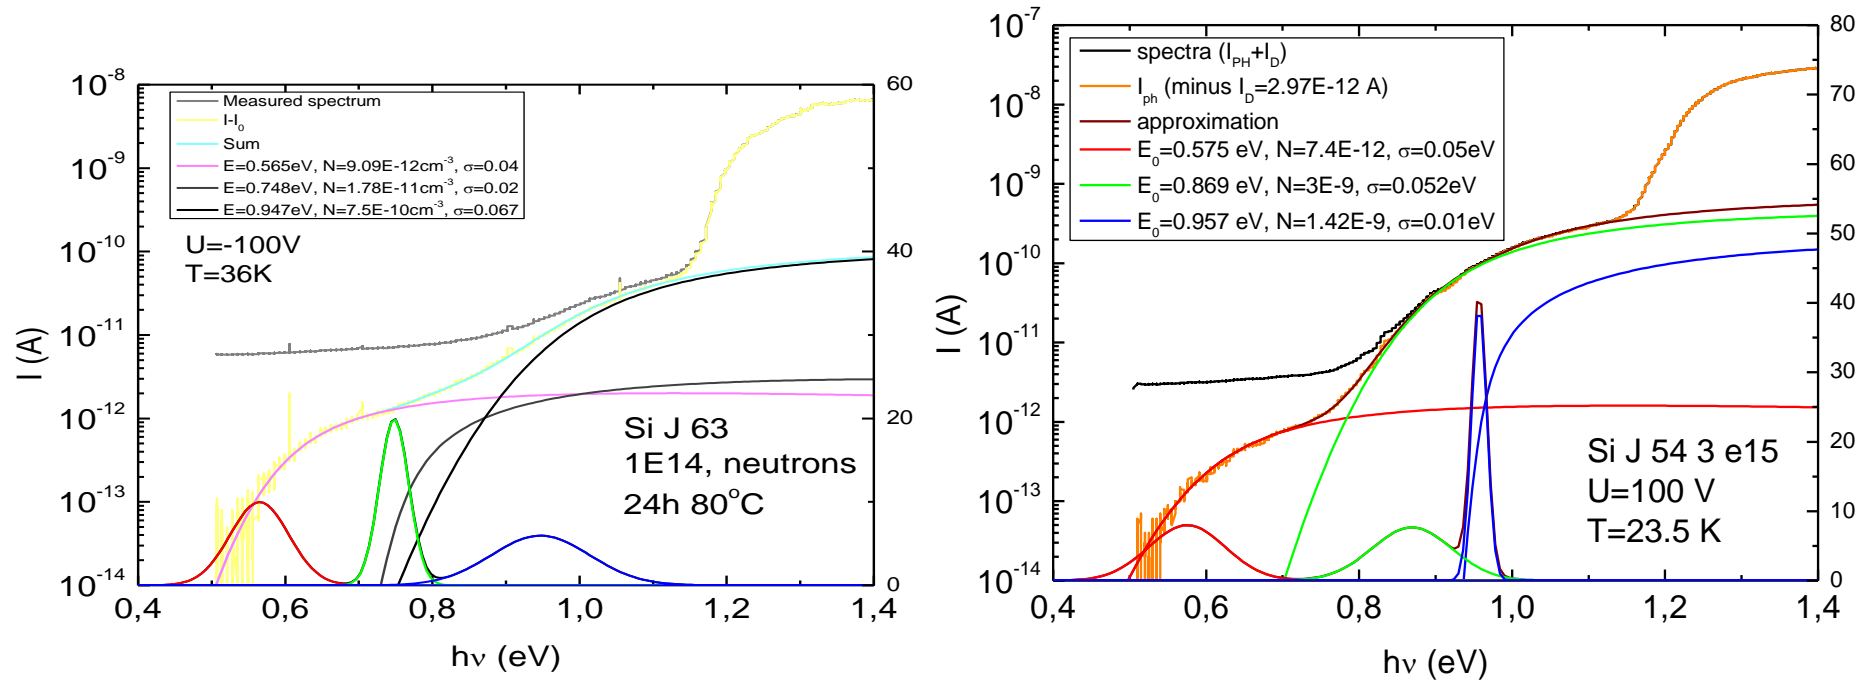 10⁻⁸
10⁻⁹
10⁻¹⁰
10⁻¹¹
10⁻¹²
10⁻¹³
10⁻¹⁴
I (A)
60
40
20
0
Measured spectrum
I-I₀
Sum
E=0.565eV, N=9.09E-12cm⁻³, σ=0.04
E=0.748eV, N=1.78E-11cm⁻³, σ=0.02
E=0.947eV, N=7.5E-10cm⁻³, σ=0.067
U=-100V
T=36K
Si J 63
1E14, neutrons
24h 80°C
0,4 0,6 0,8 1,0 1,2 1,4
hν (eV)
10⁻⁷
10⁻⁸
10⁻⁹
10⁻¹⁰
10⁻¹¹
10⁻¹²
10⁻¹³
10⁻¹⁴
I (A)
80
70
60
50
40
30
20
10
0
spectra (I_PH+I_D)
I_ph (minus I_D=2.97E-12 A)
approximation
E₀=0.575 eV, N=7.4E-12, σ=0.05eV
E₀=0.869 eV, N=3E-9, σ=0.052eV
E₀=0.957 eV, N=1.42E-9, σ=0.01eV
Si J 54 3 e15
U=100 V
T=23.5 K
0,4 0,6 0,8 1,0 1,2 1,4
hν (eV)